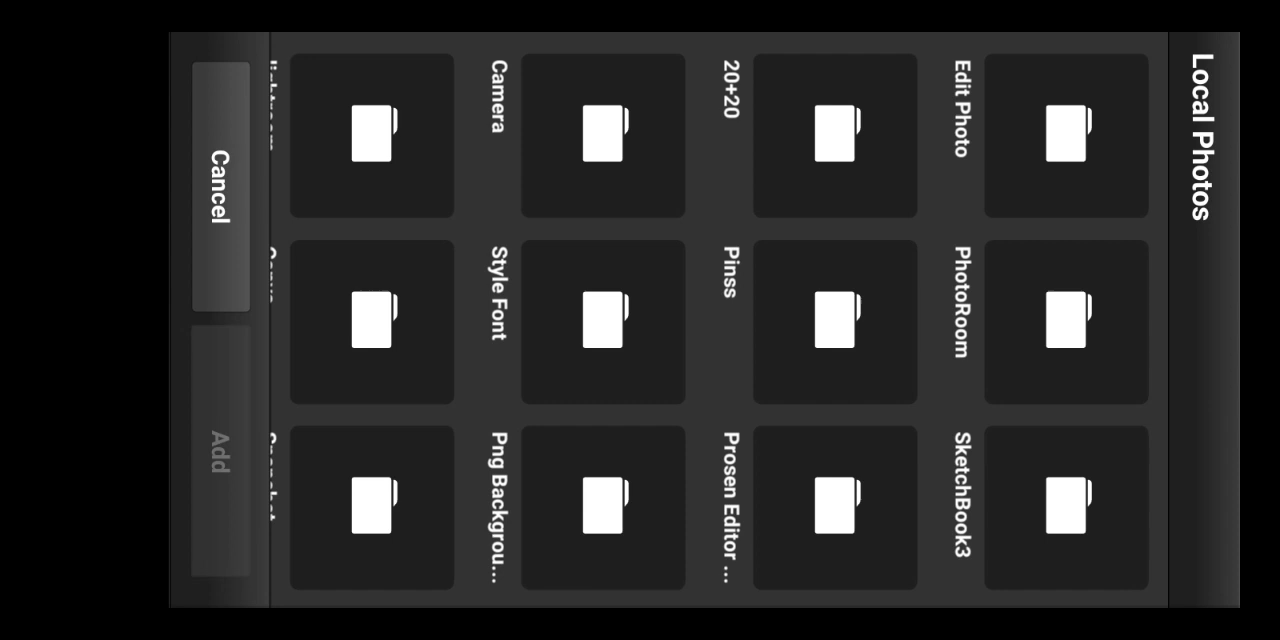 Local Photos
Edit Photo
PhotoRoom
SketchBook3
20+20
Pinss
Prosen Editor ...
Camera
Style Font
Png Backgrou...
Cancel
Add